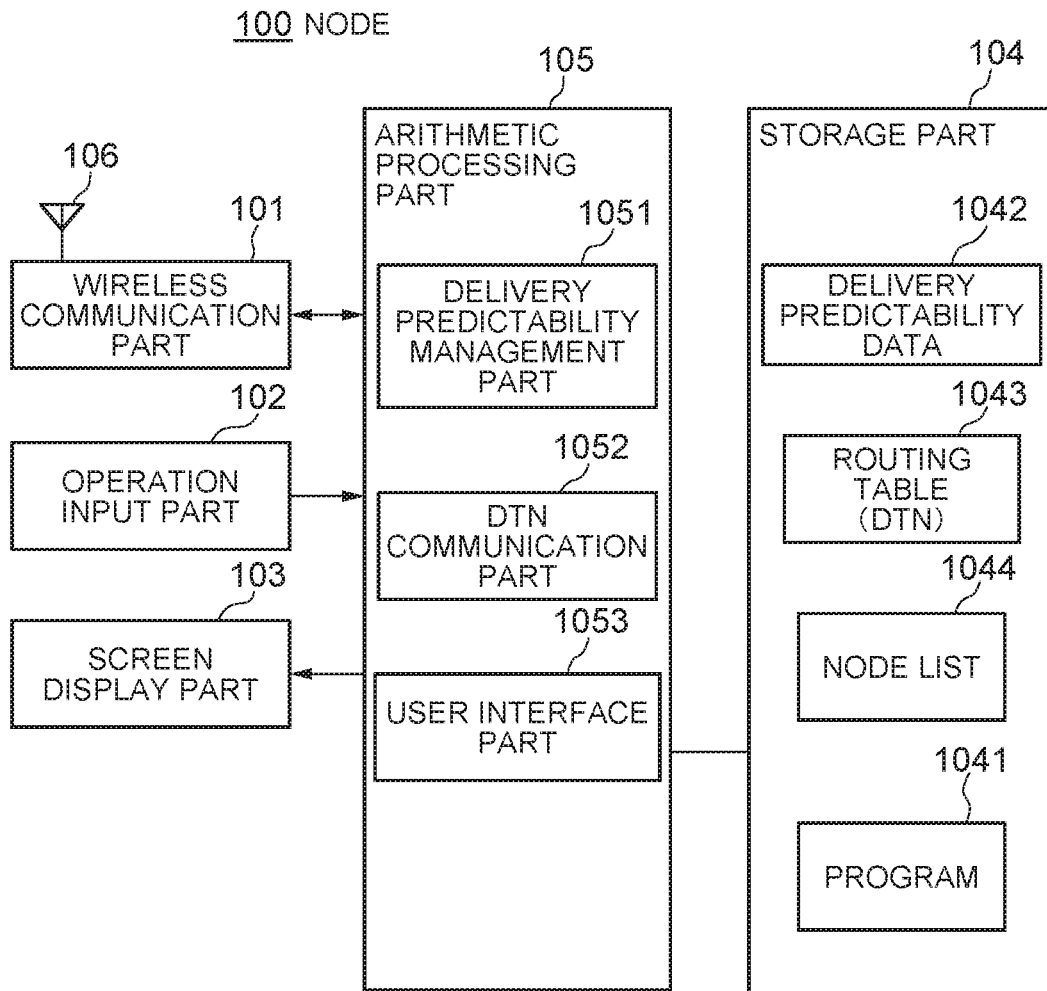 100 NODE
106
101
WIRELESS
COMMUNICATION
PART
102
OPERATION
INPUT PART
103
SCREEN
DISPLAY PART
105
ARITHMETIC
PROCESSING
PART
1051
DELIVERY
PREDICTABILITY
MANAGEMENT
PART
1052
DTN
COMMUNICATION
PART
1053
USER INTERFACE
PART
104
STORAGE PART
1042
DELIVERY
PREDICTABILITY
DATA
1043
ROUTING
TABLE
(DTN)
1044
NODE LIST
1041
PROGRAM